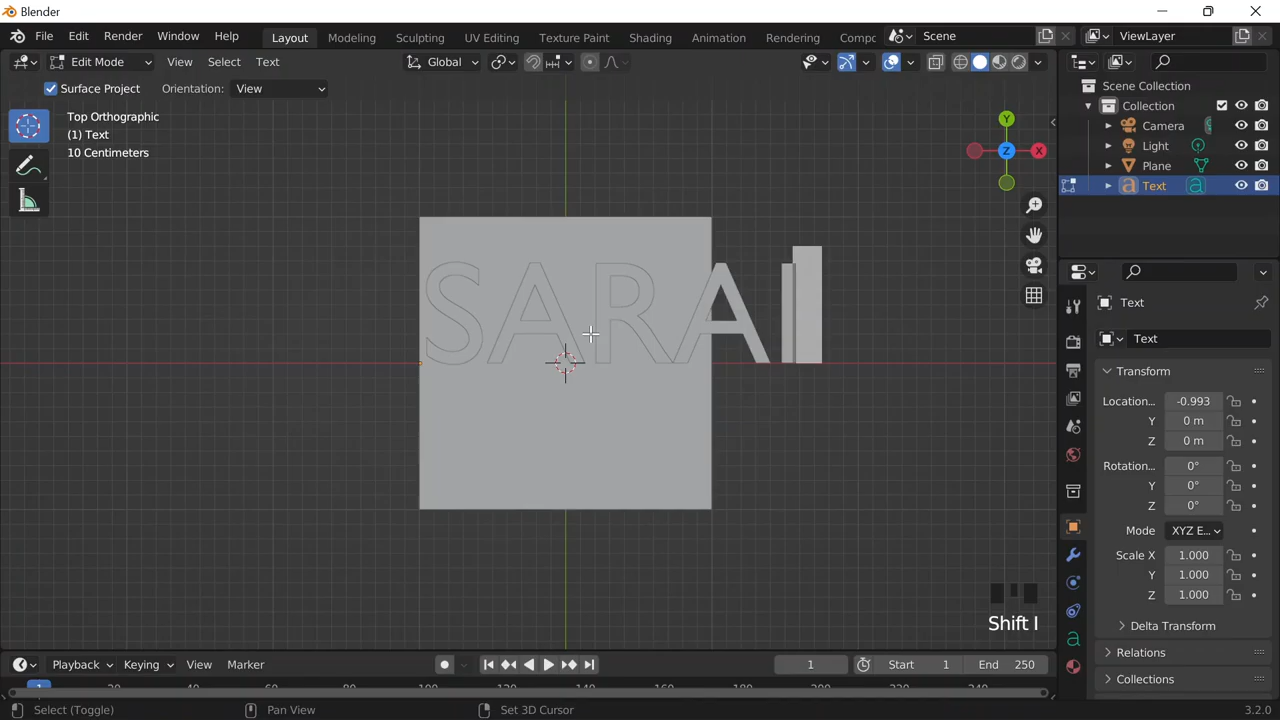 Blender
File Edit Render Window Help Layout Modeling Sculpting UV Editing Texture Paint Shading Animation Rendering Compc Scene ViewLayer
Edit Mode View Select Text Global
Surface Project Orientation: View
Top Orthographic
(1) Text
10 Centimeters
Y
Z X
SARAI
Shift I
Scene Collection
Collection
Camera
Light
Plane
Text
Text
Text
Transform
Location... -0.993
Y 0 m
Z 0 m
Rotation... 0°
Y 0°
Z 0°
Mode XYZ E...
Scale X 1.000
Y 1.000
Z 1.000
Delta Transform
Relations
Collections
Playback Keying View Marker 1 Start 1 End 250
1
Select (Toggle) Pan View Set 3D Cursor 3.2.0